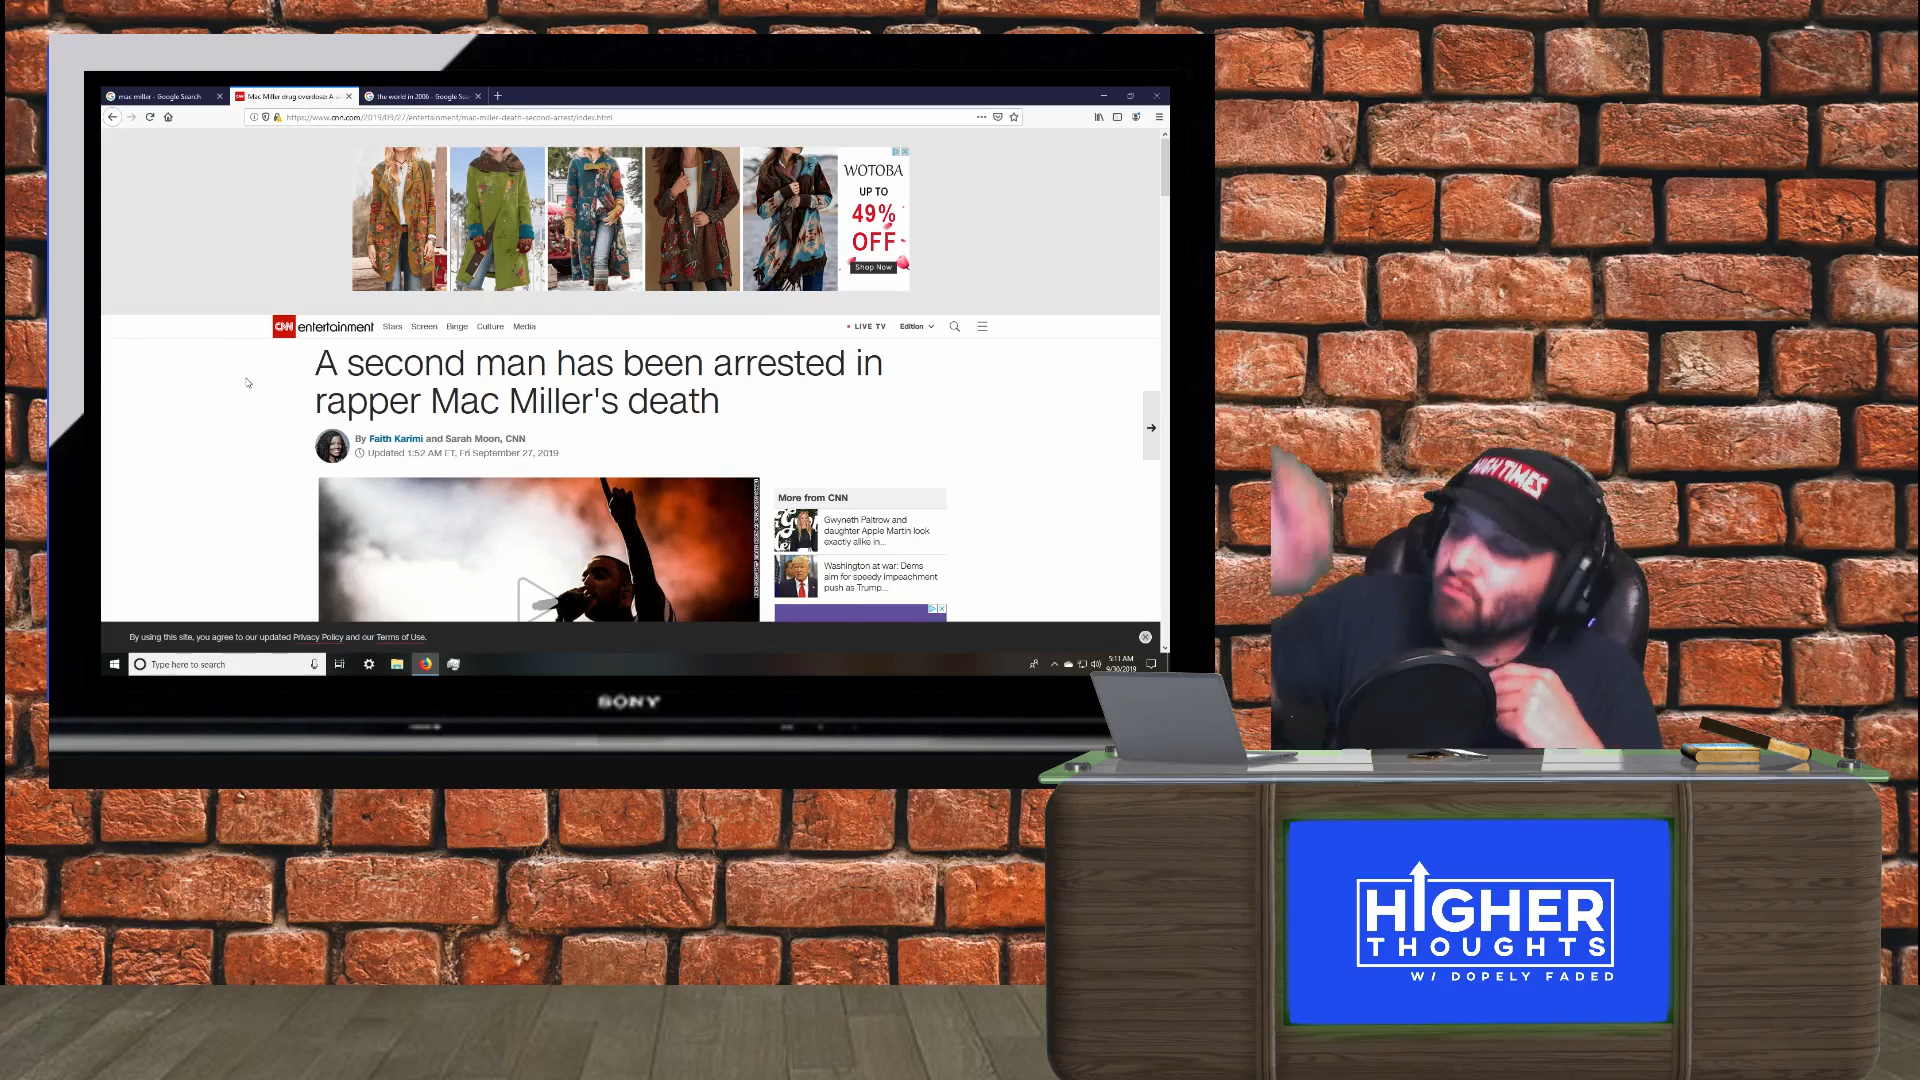 mac miller - Google Search
Mac Miller drug overdose: A s
the world in 2006 - Google Sea
https://www.cnn.com/2019/09/27/entertainment/mac-miller-death-second-arrest/index.html
WOTOBA
UP TO
49%
OFF
Shop Now
CNN entertainment Stars Screen Binge Culture Media
LIVE TV Edition
A second man has been arrested in
rapper Mac Miller's death
By Faith Karimi and Sarah Moon, CNN
Updated 1:52 AM ET, Fri September 27, 2019
More from CNN
Gwyneth Paltrow and
daughter Apple Martin look
exactly alike in...
Washington at war: Dems
aim for speedy impeachment
push as Trump...
By using this site, you agree to our updated Privacy Policy and our Terms of Use.
Type here to search
5:11 AM
9/30/2019
SONY
HIGH TIMES
HIGHER
THOUGHTS
W/ DOPELY FADED